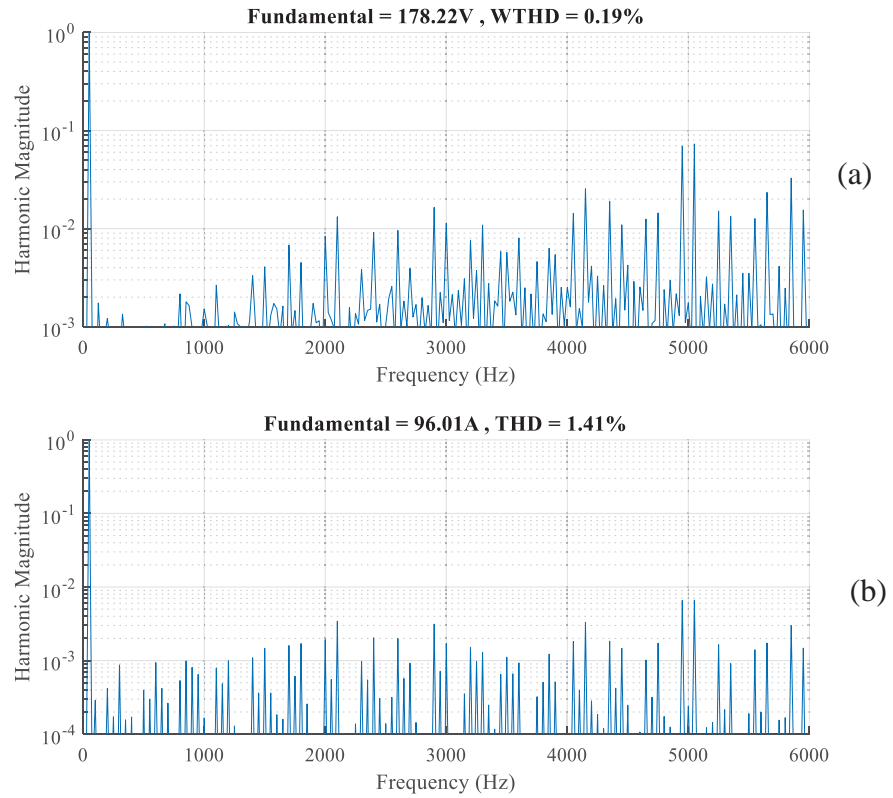 Fundamental = 178.22V , WTHD = 0.19%
10^0
10^-1
10^-2
10^-3
Harmonic Magnitude
0 1000 2000 3000 4000 5000 6000
Frequency (Hz)
(a)
Fundamental = 96.01A , THD = 1.41%
10^0
10^-1
10^-2
10^-3
10^-4
Harmonic Magnitude
0 1000 2000 3000 4000 5000 6000
Frequency (Hz)
(b)